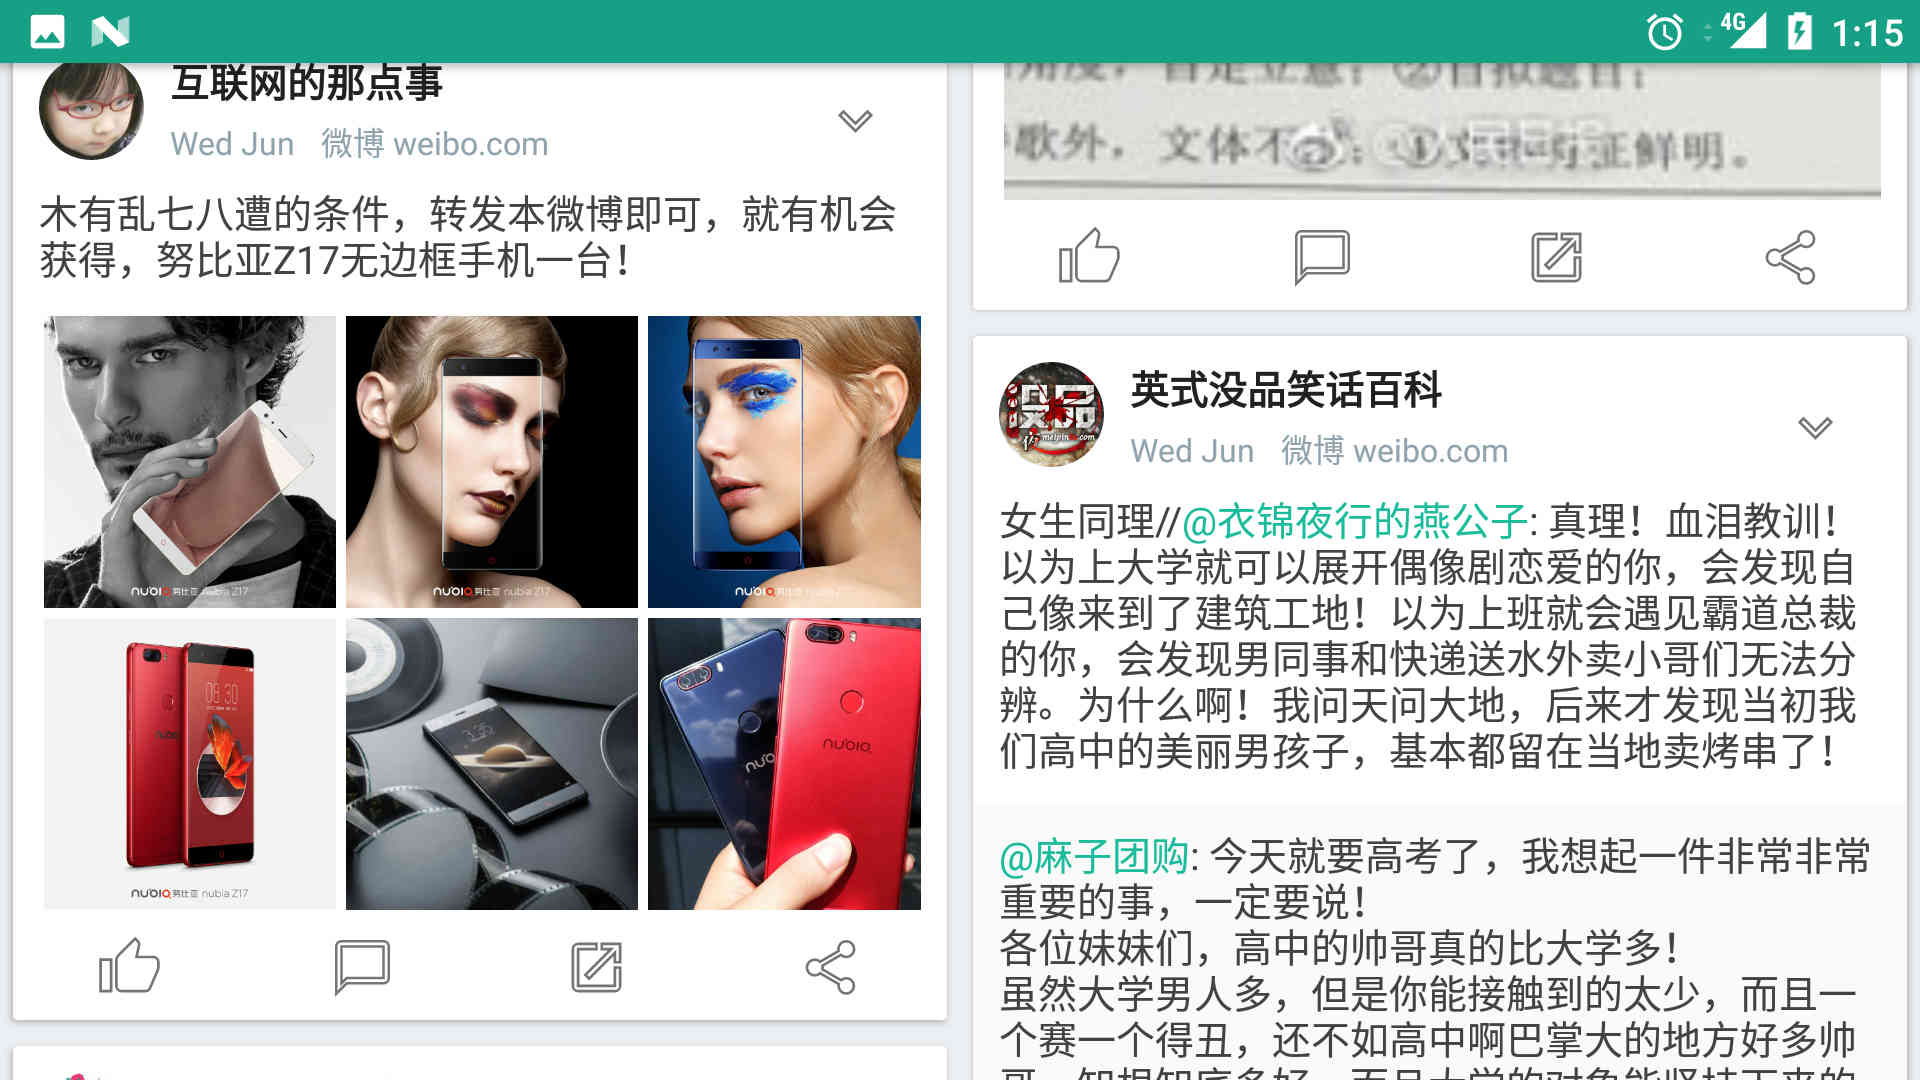 4G
1:15
互联网的那点事
Wed Jun 微博 weibo.com
木有乱七八遭的条件，转发本微博即可，就有机会
获得，努比亚Z17无边框手机一台！
nubia 努比亚 nubia Z17
nubia 努比亚 nubia Z17
nubia 努比亚 nubia Z
08:30
nubia
nubia 努比亚 nubia Z17
nubia
歌外，文体不
鲜明。
英式没品笑话百科
Wed Jun 微博 weibo.com
女生同理//@衣锦夜行的燕公子: 真理！血泪教训！
以为上大学就可以展开偶像剧恋爱的你，会发现自
己像来到了建筑工地！以为上班就会遇见霸道总裁
的你，会发现男同事和快递送水外卖小哥们无法分
辨。为什么啊！我问天问大地，后来才发现当初我
们高中的美丽男孩子，基本都留在当地卖烤串了！
@麻子团购: 今天就要高考了，我想起一件非常非常
重要的事，一定要说！
各位妹妹们，高中的帅哥真的比大学多！
虽然大学男人多，但是你能接触到的太少，而且一
个赛一个得丑，还不如高中啊巴掌大的地方好多帅